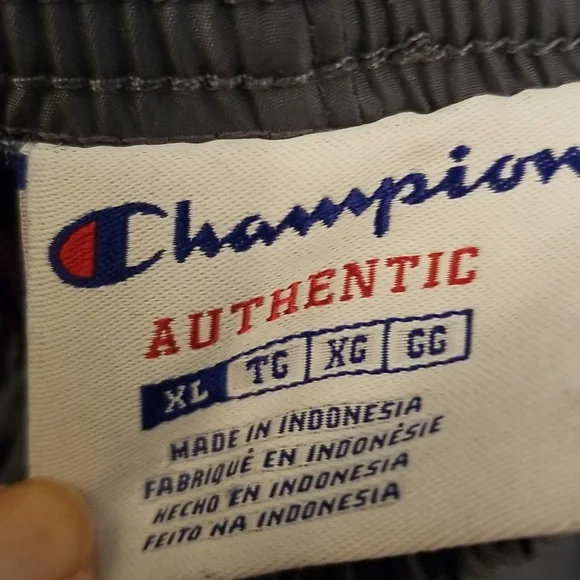 Champion
AUTHENTIC
XL TG XG GG
MADE IN INDONESIA
FABRIQUÉ EN INDONÉSIE
HECHO EN INDONESIA
FEITO NA INDONESIA